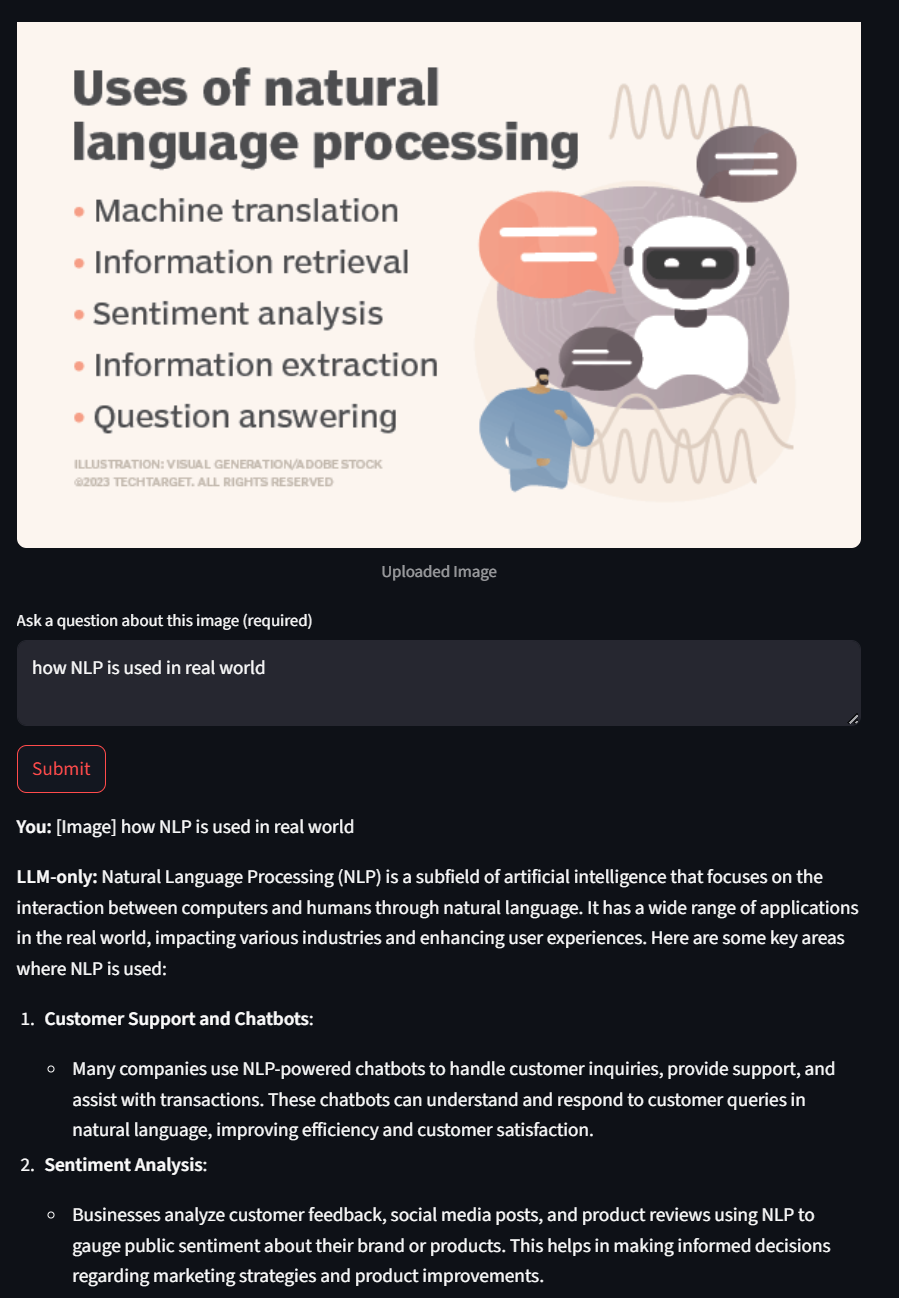 Uses of natural
language processing
• Machine translation
• Information retrieval
• Sentiment analysis
• Information extraction
• Question answering
ILLUSTRATION: VISUAL GENERATION/ADOBE STOCK
©2023 TECHTARGET. ALL RIGHTS RESERVED
Uploaded Image
Ask a question about this image (required)
how NLP is used in real world
Submit
You: [Image] how NLP is used in real world
LLM-only: Natural Language Processing (NLP) is a subfield of artificial intelligence that focuses on the
interaction between computers and humans through natural language. It has a wide range of applications
in the real world, impacting various industries and enhancing user experiences. Here are some key areas
where NLP is used:
1. Customer Support and Chatbots:
○ Many companies use NLP-powered chatbots to handle customer inquiries, provide support, and
assist with transactions. These chatbots can understand and respond to customer queries in
natural language, improving efficiency and customer satisfaction.
2. Sentiment Analysis:
○ Businesses analyze customer feedback, social media posts, and product reviews using NLP to
gauge public sentiment about their brand or products. This helps in making informed decisions
regarding marketing strategies and product improvements.